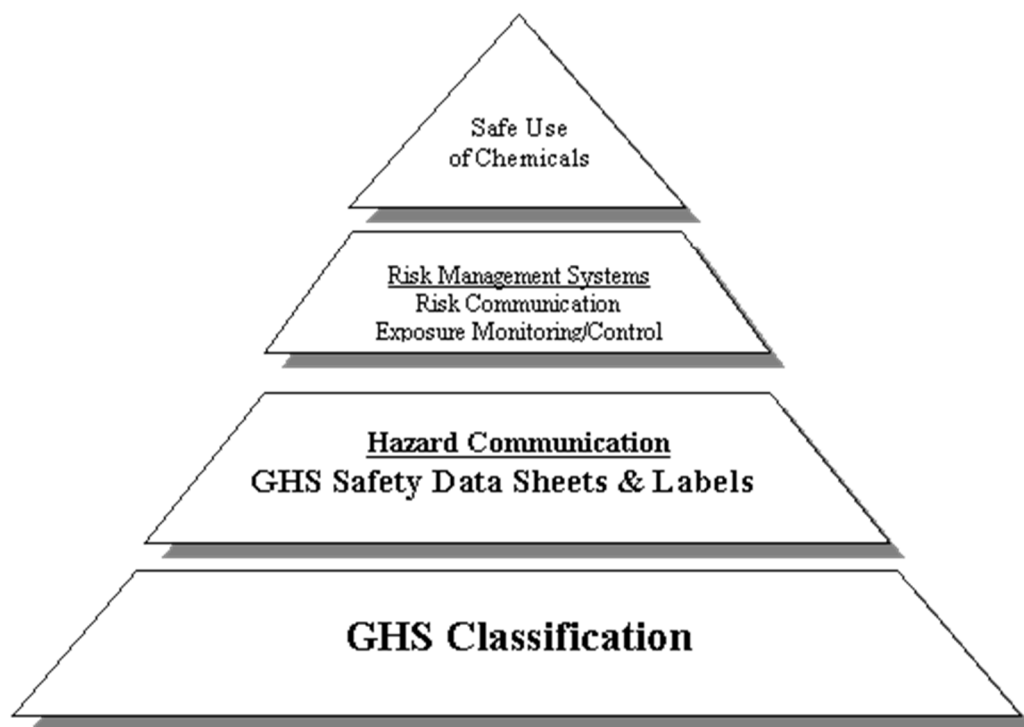 Safe Use
of Chemicals
Risk Management Systems
Risk Communication
Exposure Monitoring/Control
Hazard Communication
GHS Safety Data Sheets & Labels
GHS Classification